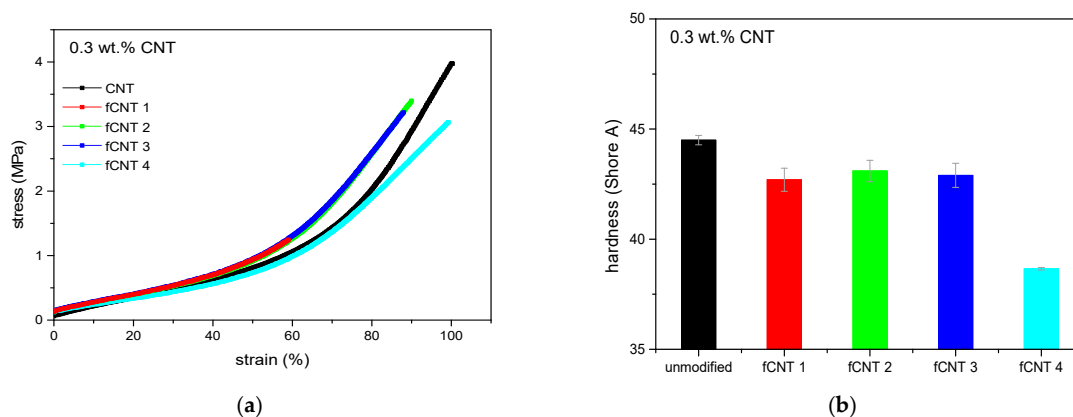 0.3 wt.% CNT
CNT
fCNT 1
fCNT 2
fCNT 3
fCNT 4
stress (MPa)
4
3
2
1
0
0 20 40 60 80 100
strain (%)
(a)
0.3 wt.% CNT
hardness (Shore A)
50
45
40
35
unmodified fCNT 1 fCNT 2 fCNT 3 fCNT 4
(b)